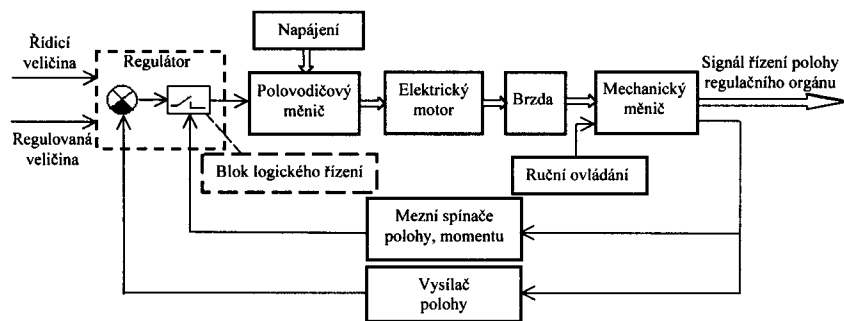 Napájení
Řídicí
veličina
Regulátor
Polovodičový
měnič
Elektrický
motor
Brzda
Mechanický
měnič
Signál řízení polohy
regulačního orgánu
Regulovaná
veličina
Blok logického řízení
Ruční ovládání
Mezní spínače
polohy, momentu
Vysílač
polohy